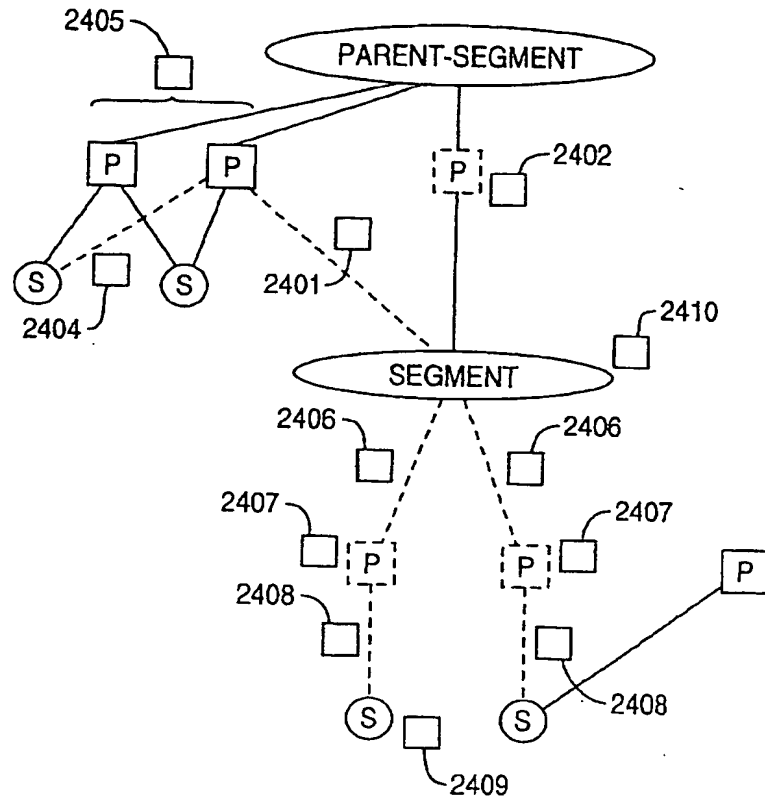 2405
PARENT-SEGMENT
P
P
P
2402
S
S
2401
2404
2410
SEGMENT
2406
2406
2407
2407
P
P
P
2408
2408
S
S
2409